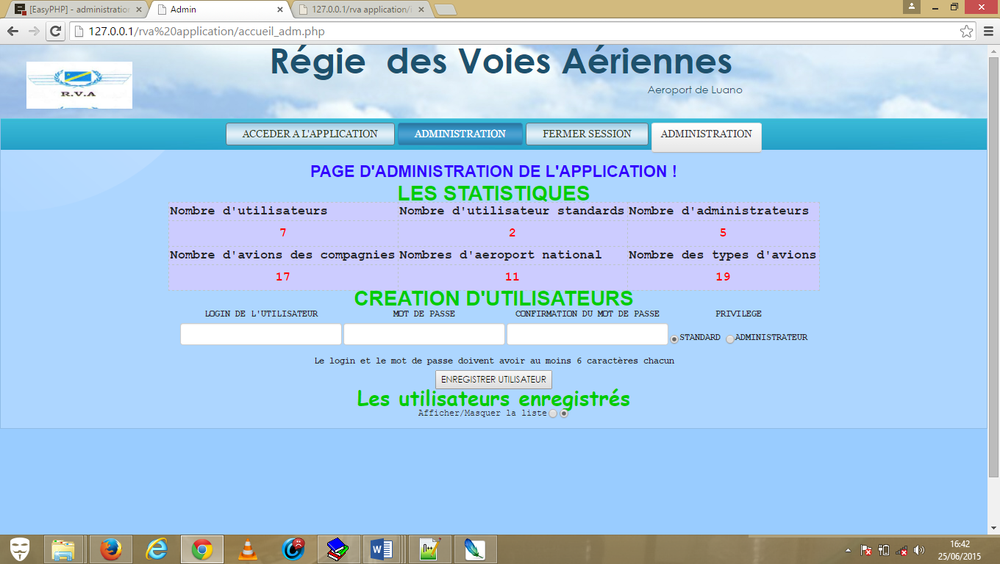 [EasyPHP] - administration
Admin
127.0.0.1/rva application/i
127.0.0.1/rva%20application/accueil_adm.php
R.V.A
Régie des Voies Aériennes
Aeroport de Luano
ACCEDER A L'APPLICATION ADMINISTRATION FERMER SESSION ADMINISTRATION
PAGE D'ADMINISTRATION DE L'APPLICATION !
LES STATISTIQUES
Nombre d'utilisateurs Nombre d'utilisateur standards Nombre d'administrateurs
7 2 5
Nombre d'avions des compagnies Nombres d'aeroport national Nombre des types d'avions
17 11 19
CREATION D'UTILISATEURS
LOGIN DE L'UTILISATEUR MOT DE PASSE CONFIRMATION DU MOT DE PASSE PRIVILEGE
STANDARD ADMINISTRATEUR
Le login et le mot de passe doivent avoir au moins 6 caractères chacun
ENREGISTRER UTILISATEUR
Les utilisateurs enregistrés
Afficher/Masquer la liste
16:42
25/06/2015